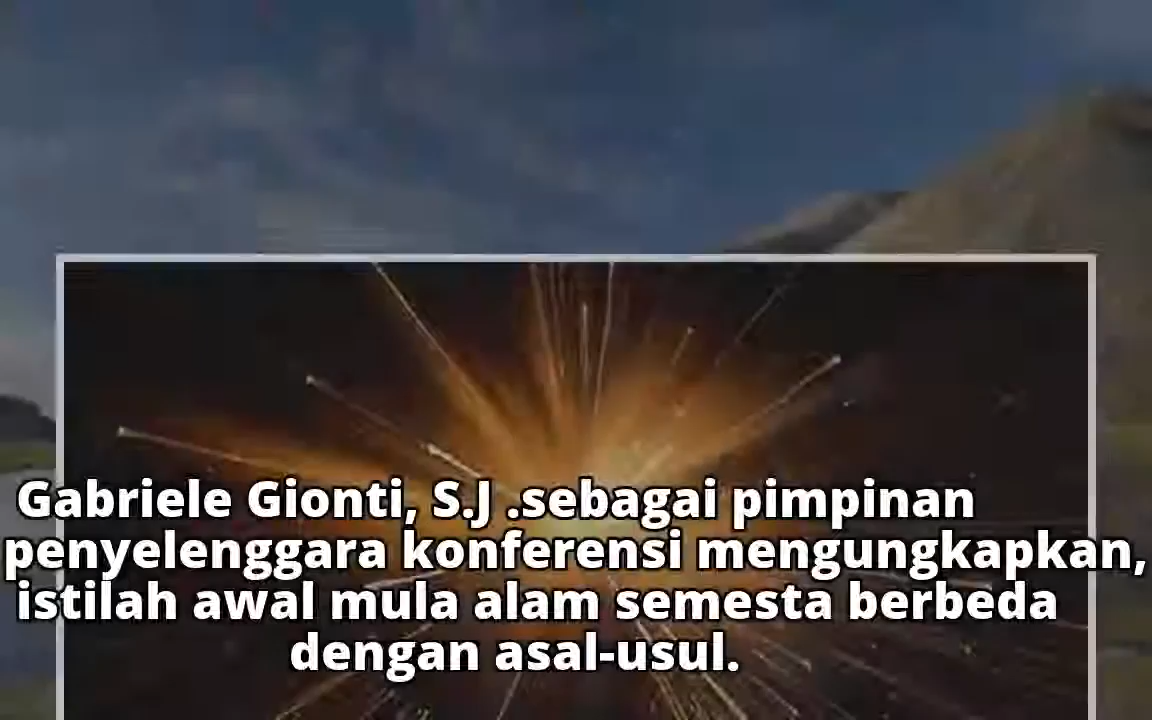 Gabriele Gionti, S.J .sebagai pimpinan
penyelenggara konferensi mengungkapkan,
istilah awal mula alam semesta berbeda
dengan asal-usul.